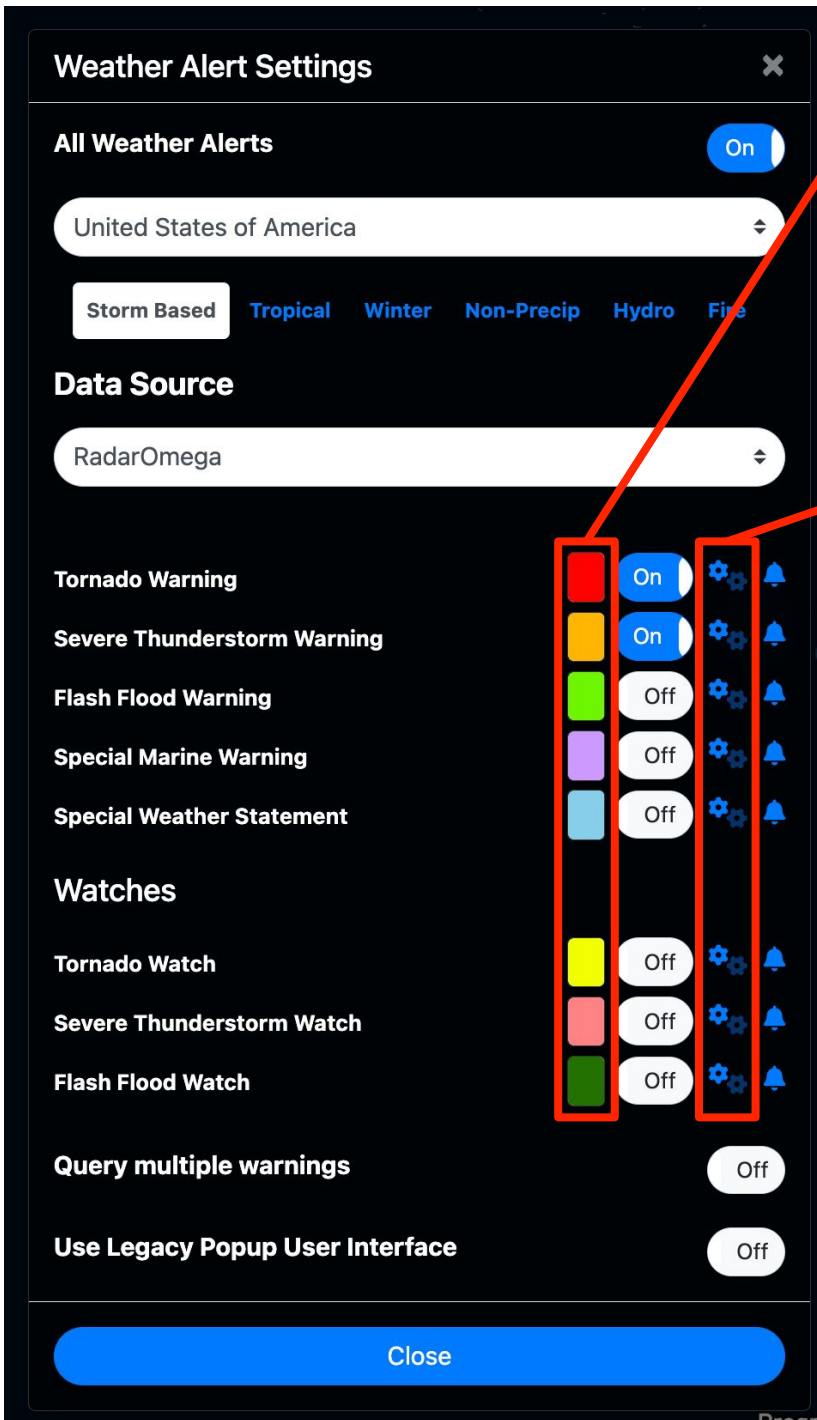 Weather Alert Settings
All Weather Alerts On
United States of America
Storm Based Tropical Winter Non-Precip Hydro Fire
Data Source
RadarOmega
Tornado Warning On
Severe Thunderstorm Warning On
Flash Flood Warning Off
Special Marine Warning Off
Special Weather Statement Off
Watches
Tornado Watch Off
Severe Thunderstorm Watch Off
Flash Flood Watch Off
Query multiple warnings Off
Use Legacy Popup User Interface Off
Close